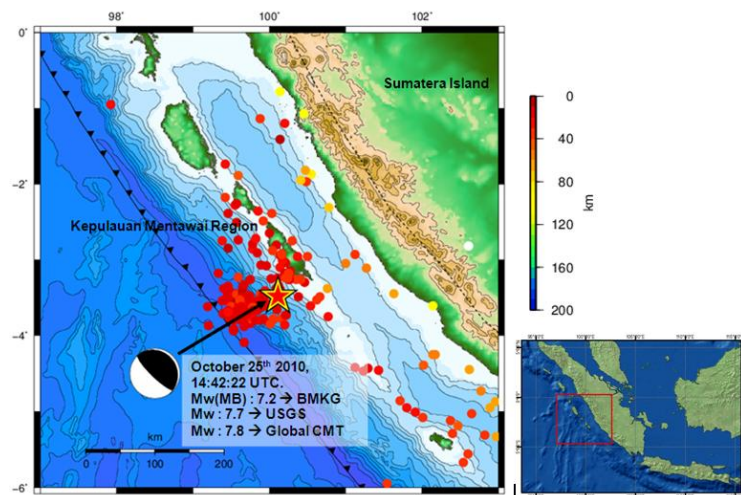 98˚ 100˚ 102˚
0˚
Sumatera Island
−2˚
Kepulauan Mentawai Region
−4˚
October 25th 2010,
14:42:22 UTC.
Mw(MB) : 7.2 → BMKG
Mw : 7.7 → USGS
Mw : 7.8 → Global CMT
km
0 100 200
−6˚
0
40
80
120
160
200
km